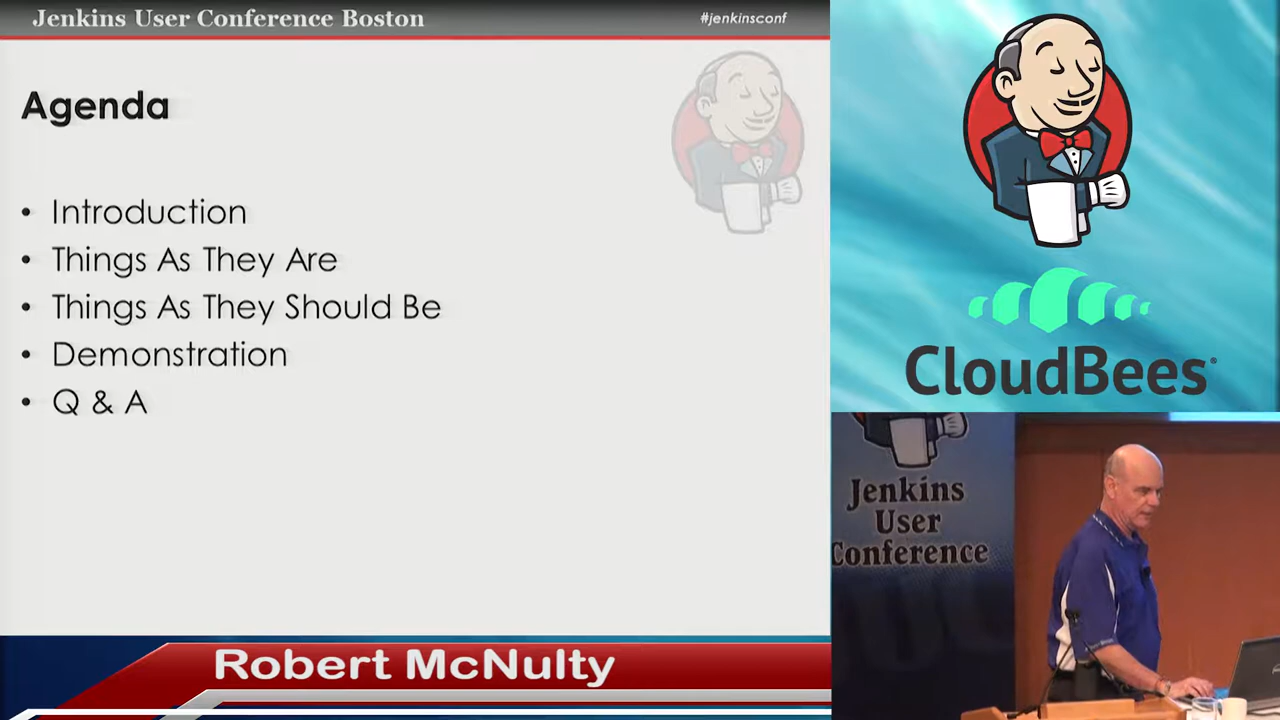 Jenkins User Conference Boston
#jenkinsconf
Agenda
• Introduction
• Things As They Are
• Things As They Should Be
• Demonstration
• Q & A
Robert McNulty
CloudBees®
Jenkins
User
Conference